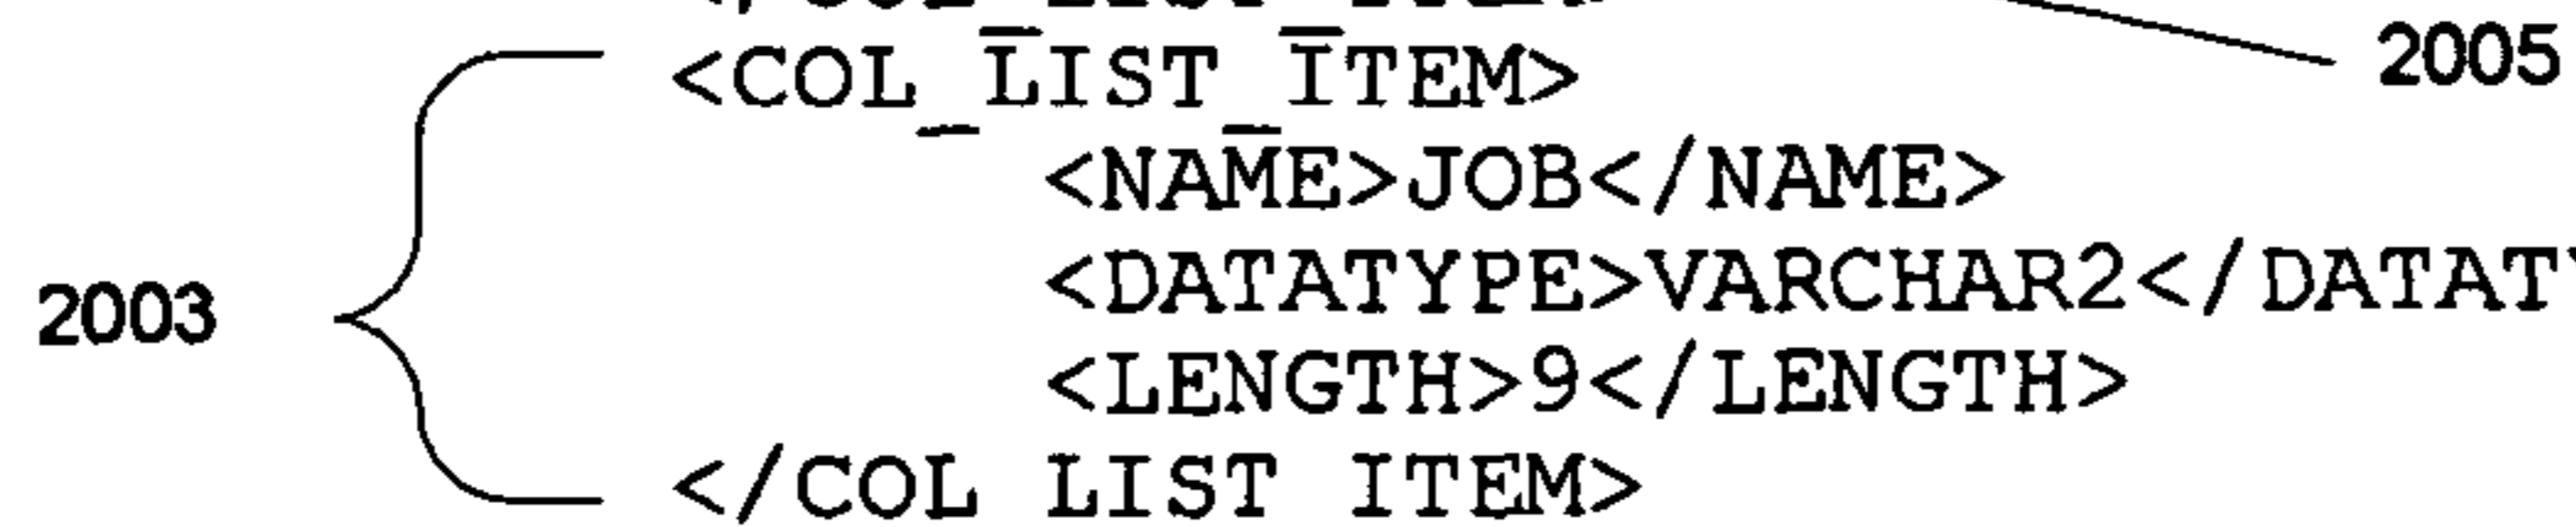 <COL_LIST_ITEM>
2005
<NAME>JOB</NAME>
<DATATYPE>VARCHAR2</DATAT
2003
<LENGTH>9</LENGTH>
</COL LIST ITEM>